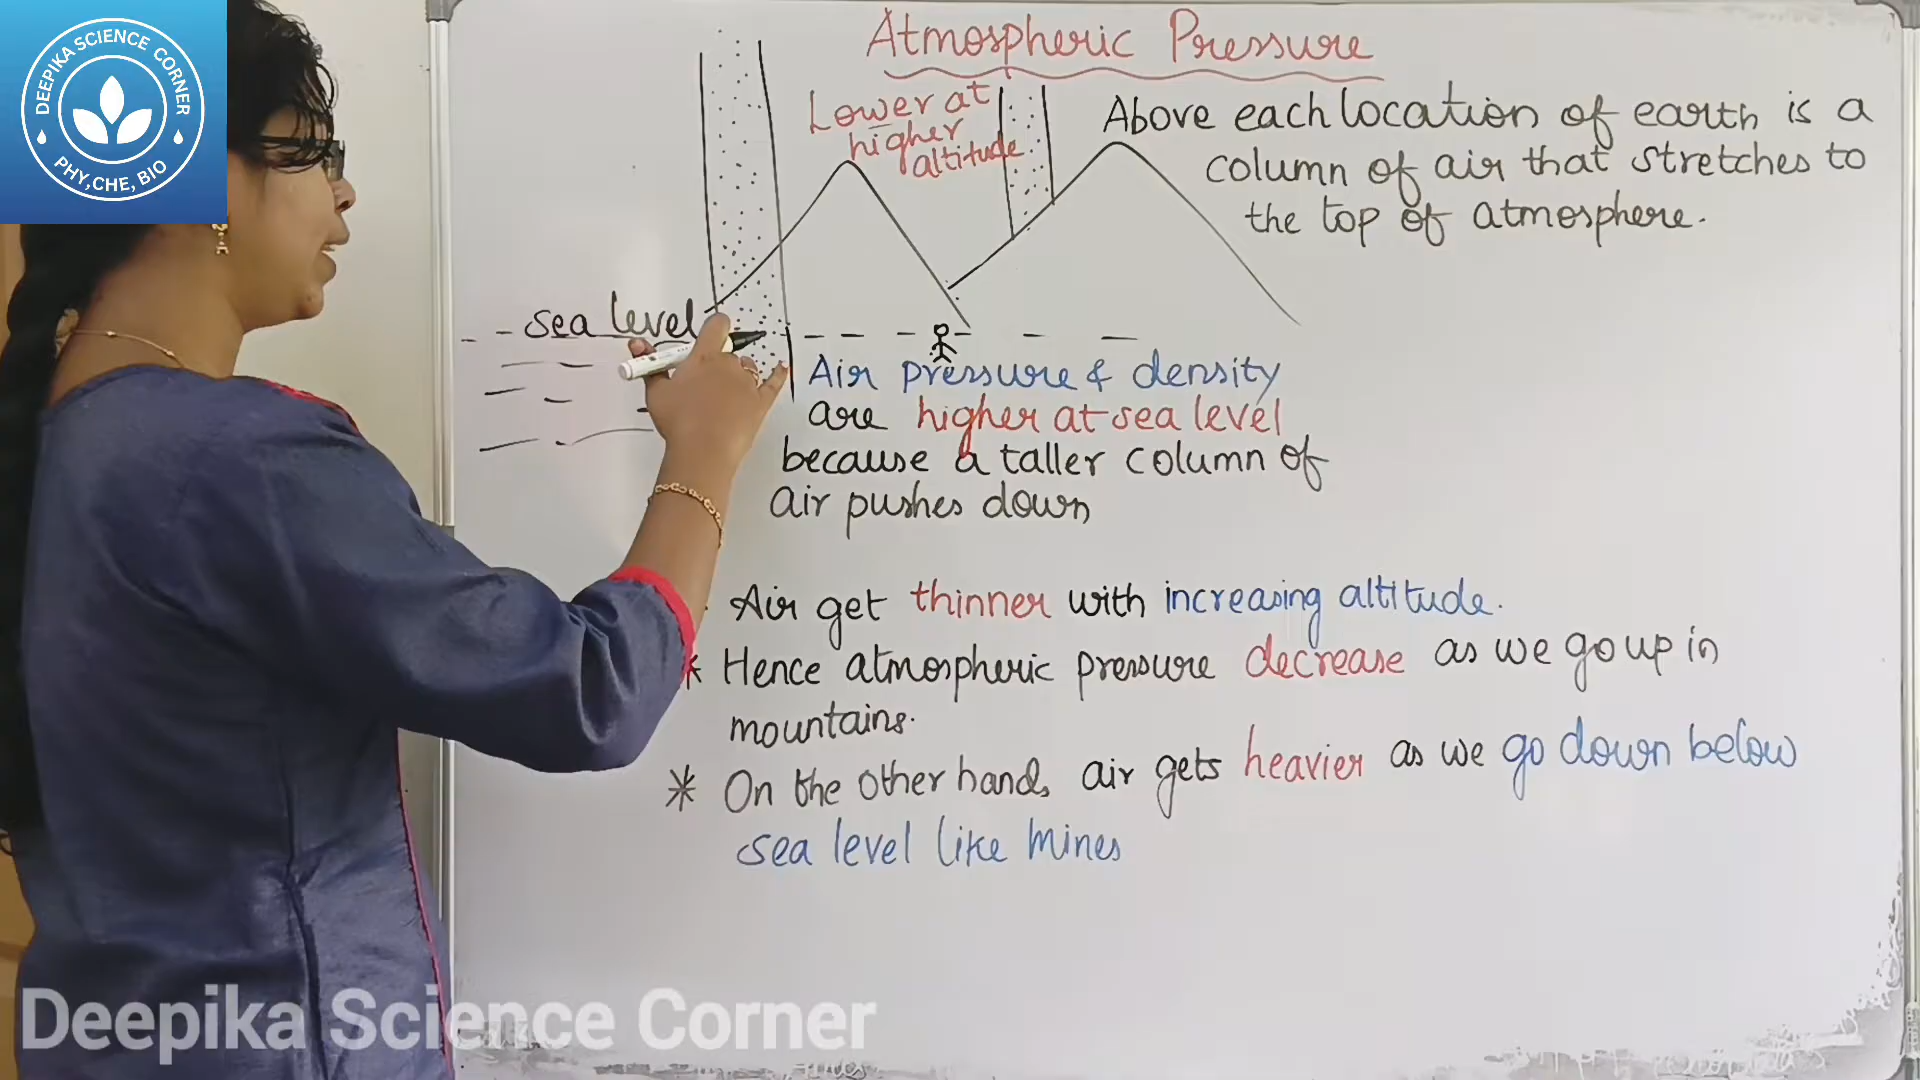 DEEPIKA SCIENCE CORNER
PHY,CHE, BIO
Atmospheric Pressure
Lower at
higher
altitude
Above each location of earth is a
column of air that stretches to
the top of atmosphere.
sea level
Air pressure & density
are higher at sea level
because a taller column of
air pushes down
Air get thinner with increasing altitude.
* Hence atmospheric pressure decrease as we go up in
mountains.
* On the other hand, air gets heavier as we go down below
sea level like mines
Deepika Science Corner